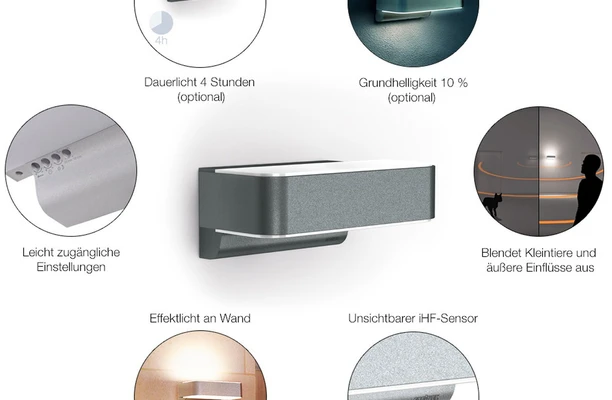 4h
Dauerlicht 4 Stunden
(optional)
Grundhelligkeit 10 %
(optional)
Leicht zugängliche
Einstellungen
Blendet Kleintiere und
äußere Einflüsse aus
Effektlicht an Wand
Unsichtbarer iHF-Sensor